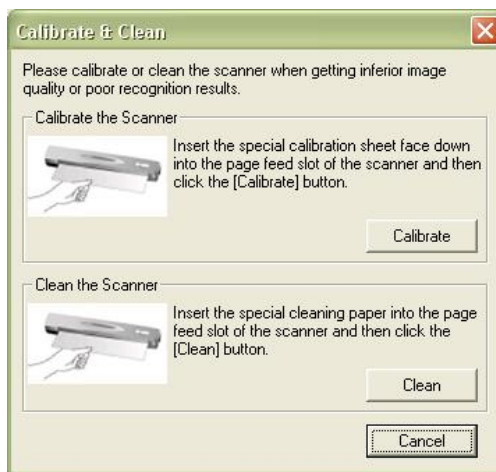 Calibrate & Clean
Please calibrate or clean the scanner when getting inferior image
quality or poor recognition results.
Calibrate the Scanner
Insert the special calibration sheet face down
into the page feed slot of the scanner and then
click the [Calibrate] button.
Calibrate
Clean the Scanner
Insert the special cleaning paper into the page
feed slot of the scanner and then click the
[Clean] button.
Clean
Cancel